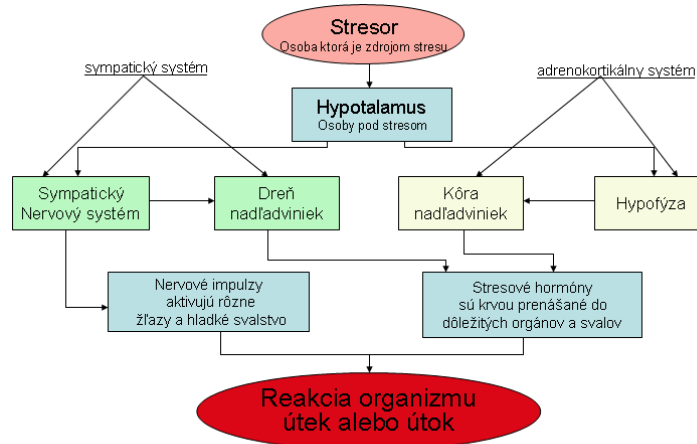 Stresor
Osoba ktorá je zdrojom stresu
sympatický systém
adrenokortikálny systém
Hypotalamus
Osoby pod stresom
Sympatický
Nervový systém
Dreň
nadľadviniek
Kôra
nadľadviniek
Hypofýza
Nervové impulzy
aktivujú rôzne
žľazy a hladké svalstvo
Stresové hormóny
sú krvou prenášané do
dôležitých orgánov a svalov
Reakcia organizmu
útek alebo útok